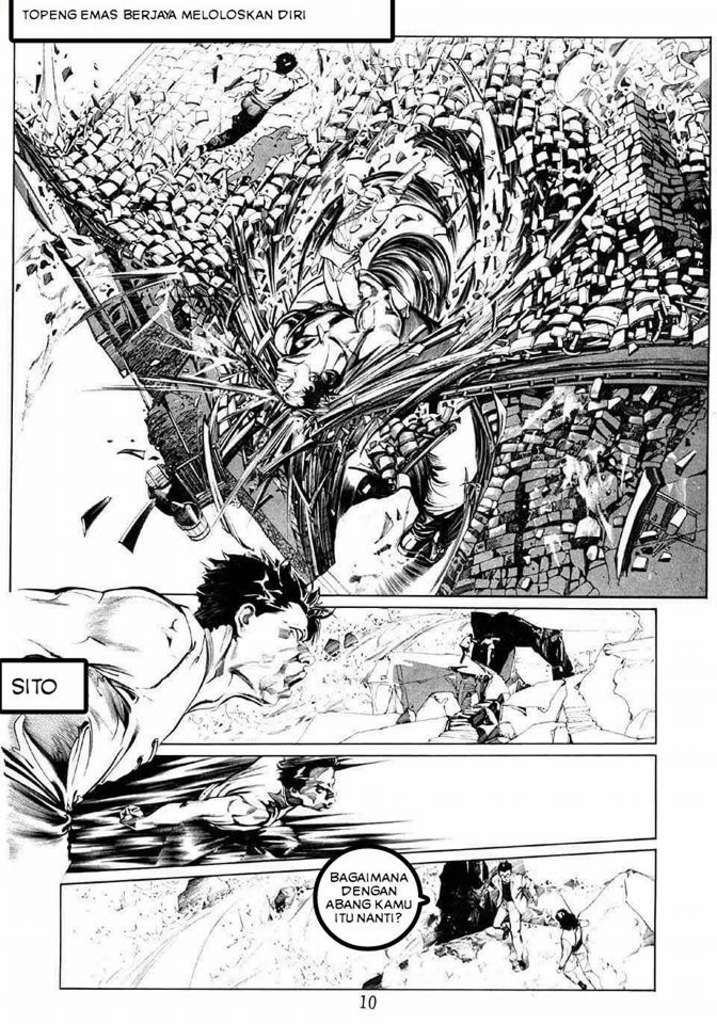 TOPENG EMAS BERJAYA MELOLOSKAN DIRI
SITO
BAGAIMANA
DENGAN
ABANG KAMU
ITU NANTI?
10